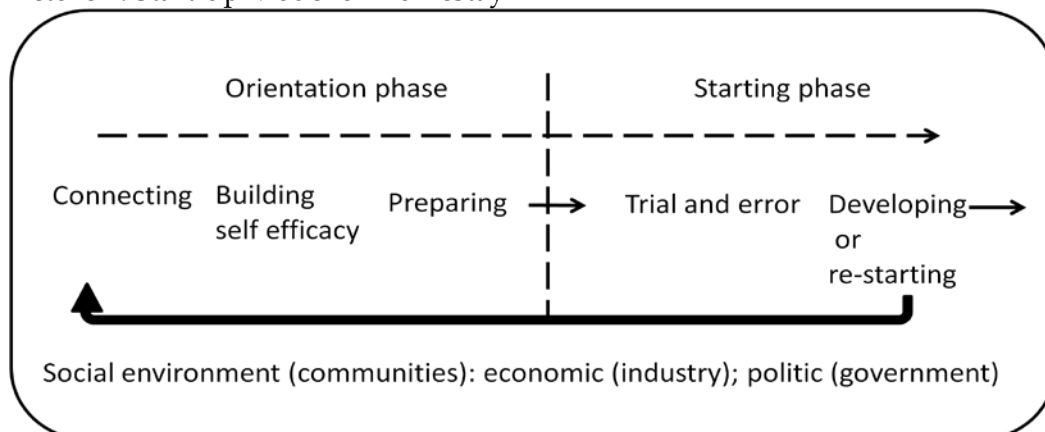 Orientation phase
Starting phase
Connecting
Building
self efficacy
Preparing
Trial and error
Developing
or
re-starting
Social environment (communities): economic (industry); politic (government)